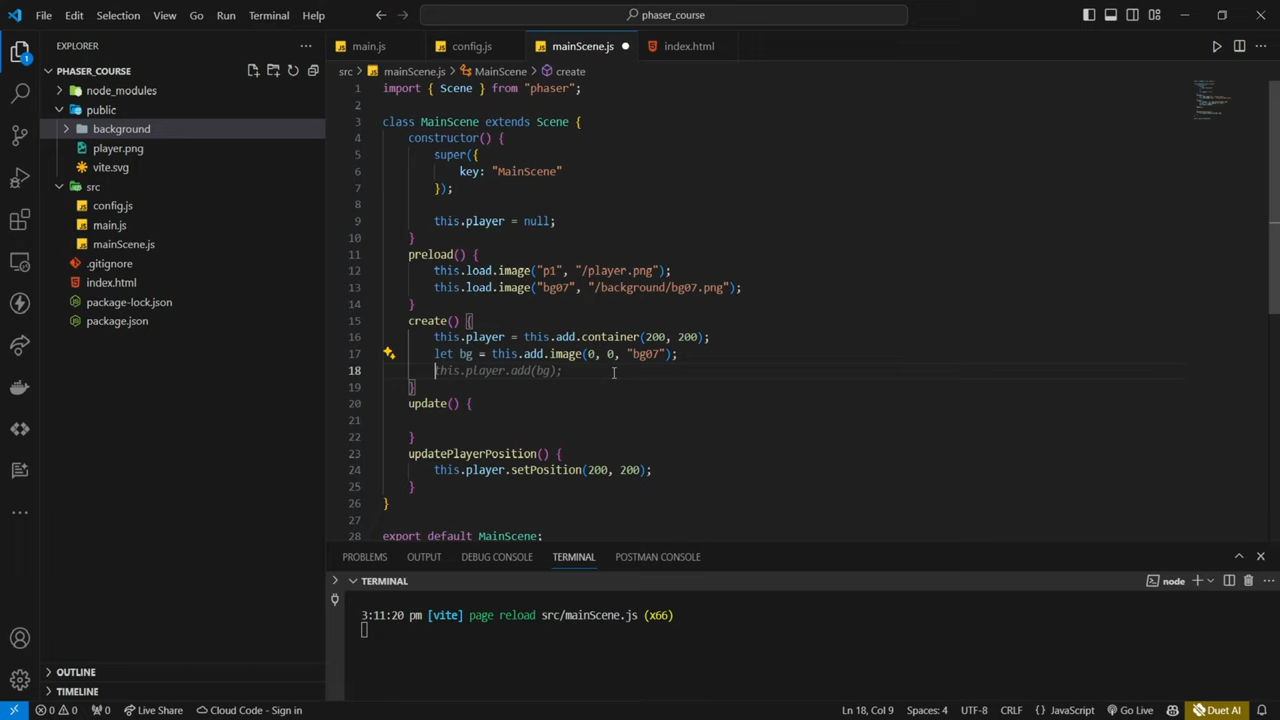 File Edit Selection View Go Run Terminal Help
phaser_course
EXPLORER
main.js config.js mainScene.js index.html
PHASER_COURSE
src > mainScene.js > MainScene > create
node_modules
public
background
player.png
vite.svg
src
config.js
main.js
mainScene.js
.gitignore
index.html
package-lock.json
package.json
1 import { Scene } from "phaser";
2
3 class MainScene extends Scene {
4 constructor() {
5 super({
6 key: "MainScene"
7 });
8
9 this.player = null;
10 }
11 preload() {
12 this.load.image("p1", "/player.png");
13 this.load.image("bg07", "/background/bg07.png");
14 }
15 create() {
16 this.player = this.add.container(200, 200);
17 let bg = this.add.image(0, 0, "bg07");
18 this.player.add(bg);
19 }
20 update() {
21
22 }
23 updatePlayerPosition() {
24 this.player.setPosition(200, 200);
25 }
26 }
27
28 export default MainScene;
PROBLEMS OUTPUT DEBUG CONSOLE TERMINAL POSTMAN CONSOLE
TERMINAL
node
3:11:20 pm [vite] page reload src/mainScene.js (x66)
OUTLINE
TIMELINE
0 0 0 Live Share Cloud Code - Sign in Ln 18, Col 9 Spaces: 4 UTF-8 CRLF {} JavaScript Go Live Duet AI